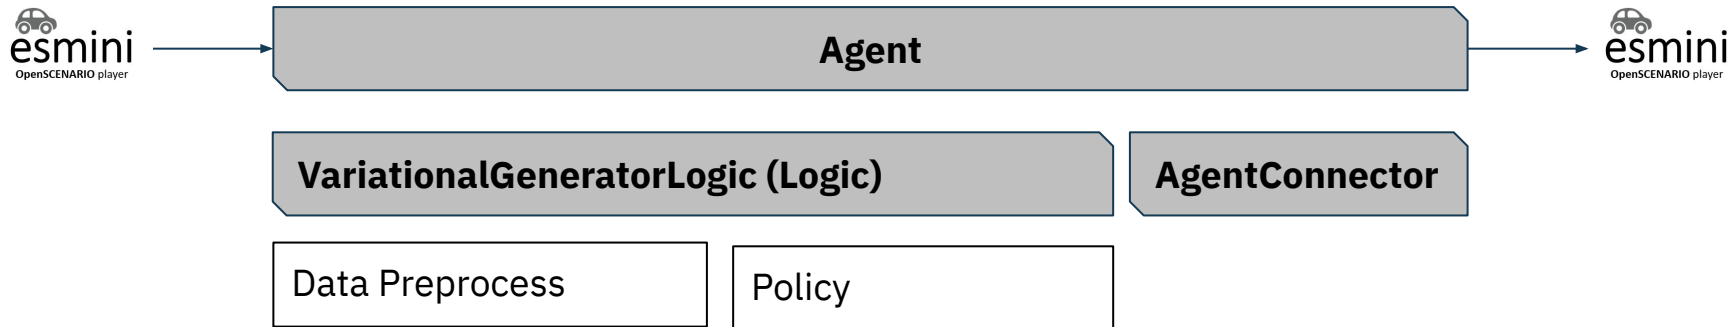 esmini
OpenSCENARIO player
Agent
esmini
OpenSCENARIO player
VariationalGeneratorLogic (Logic)
AgentConnector
Data Preprocess
Policy